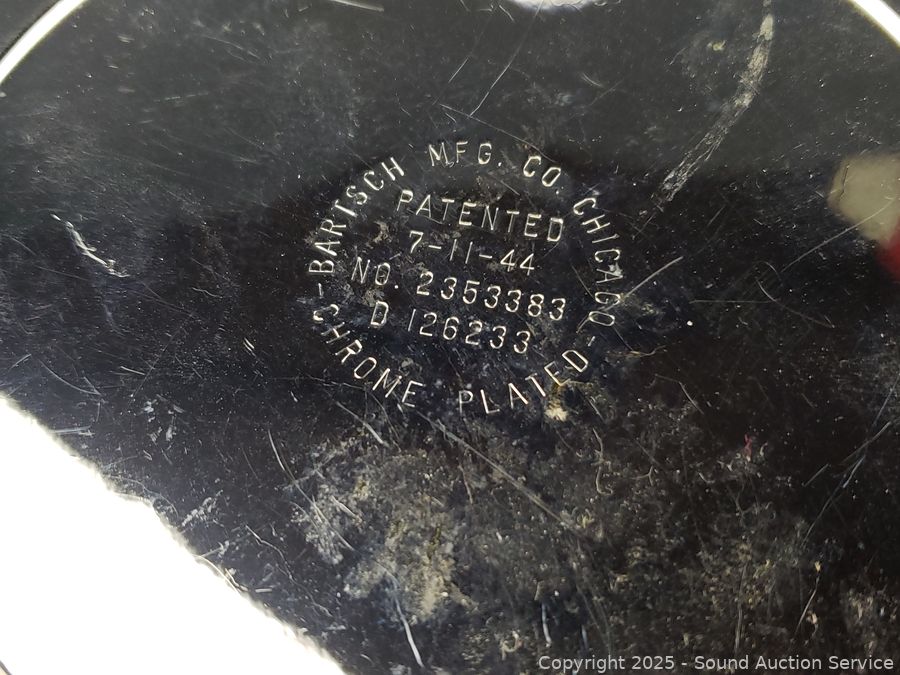 -BARTSCH MFG. CO. CHICAGO-
PATENTED
7-11-44
NO. 2353383
D 126233
CHROME PLATED
Copyright 2025 - Sound Auction Service